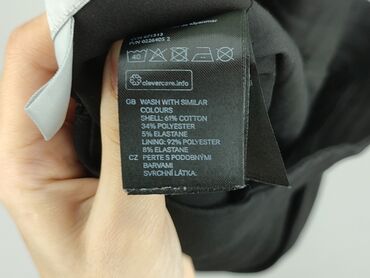 40
clevercare.info
GB WASH WITH SIMILAR
COLOURS
SHELL: 61% COTTON
34% POLYESTER
5% ELASTANE
LINING: 92% POLYESTER
8% ELASTANE
CZ PERTE S PODOBNÝMI
BARVAMI
SVRCHNÍ LÁTKA: